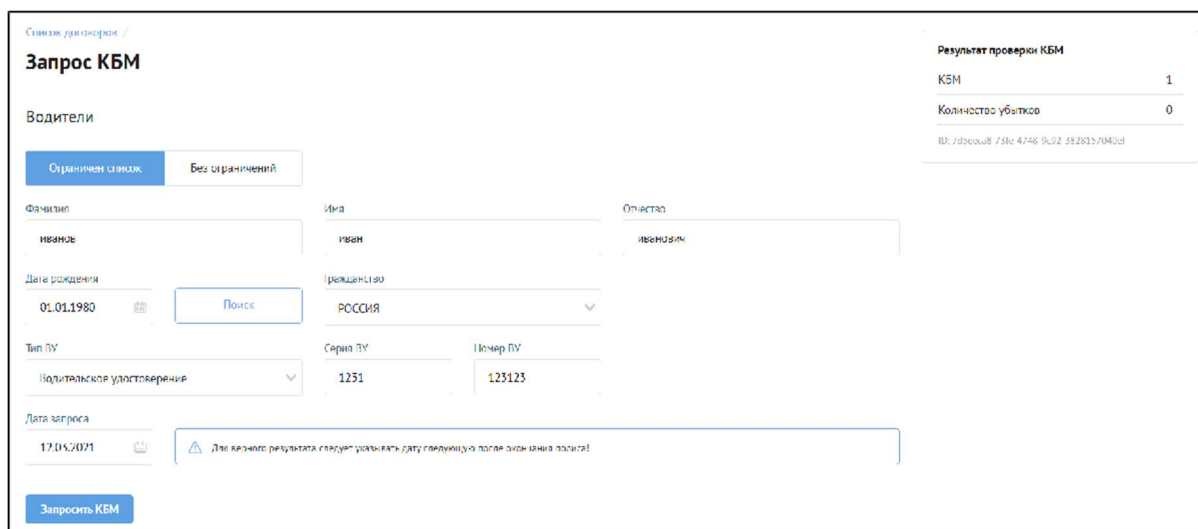 Список договоров /
Запрос КБМ
Водители
Ограничен список
Без ограничений
Фамилия
Имя
Отчество
иванов
иван
иванович
Дата рождения
Гражданство
01.01.1980
Поиск
РОССИЯ
Тип ВУ
Серия ВУ
Номер ВУ
Водительское удостоверение
1231
123123
Дата запроса
12.03.2021
Для верного результата следует указывать дату следующую после окончания полиса!
Запросить КБМ
Результат проверки КБМ
КБМ 1
Количество убытков 0
ID: